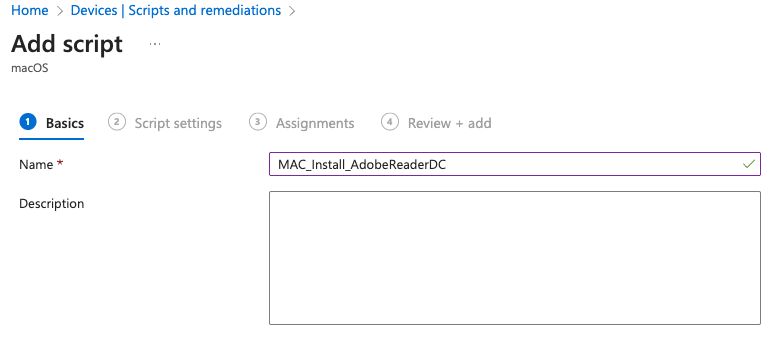 Home > Devices | Scripts and remediations >
Add script ...
macOS
1 Basics 2 Script settings 3 Assignments 4 Review + add
Name * MAC_Install_AdobeReaderDC
Description